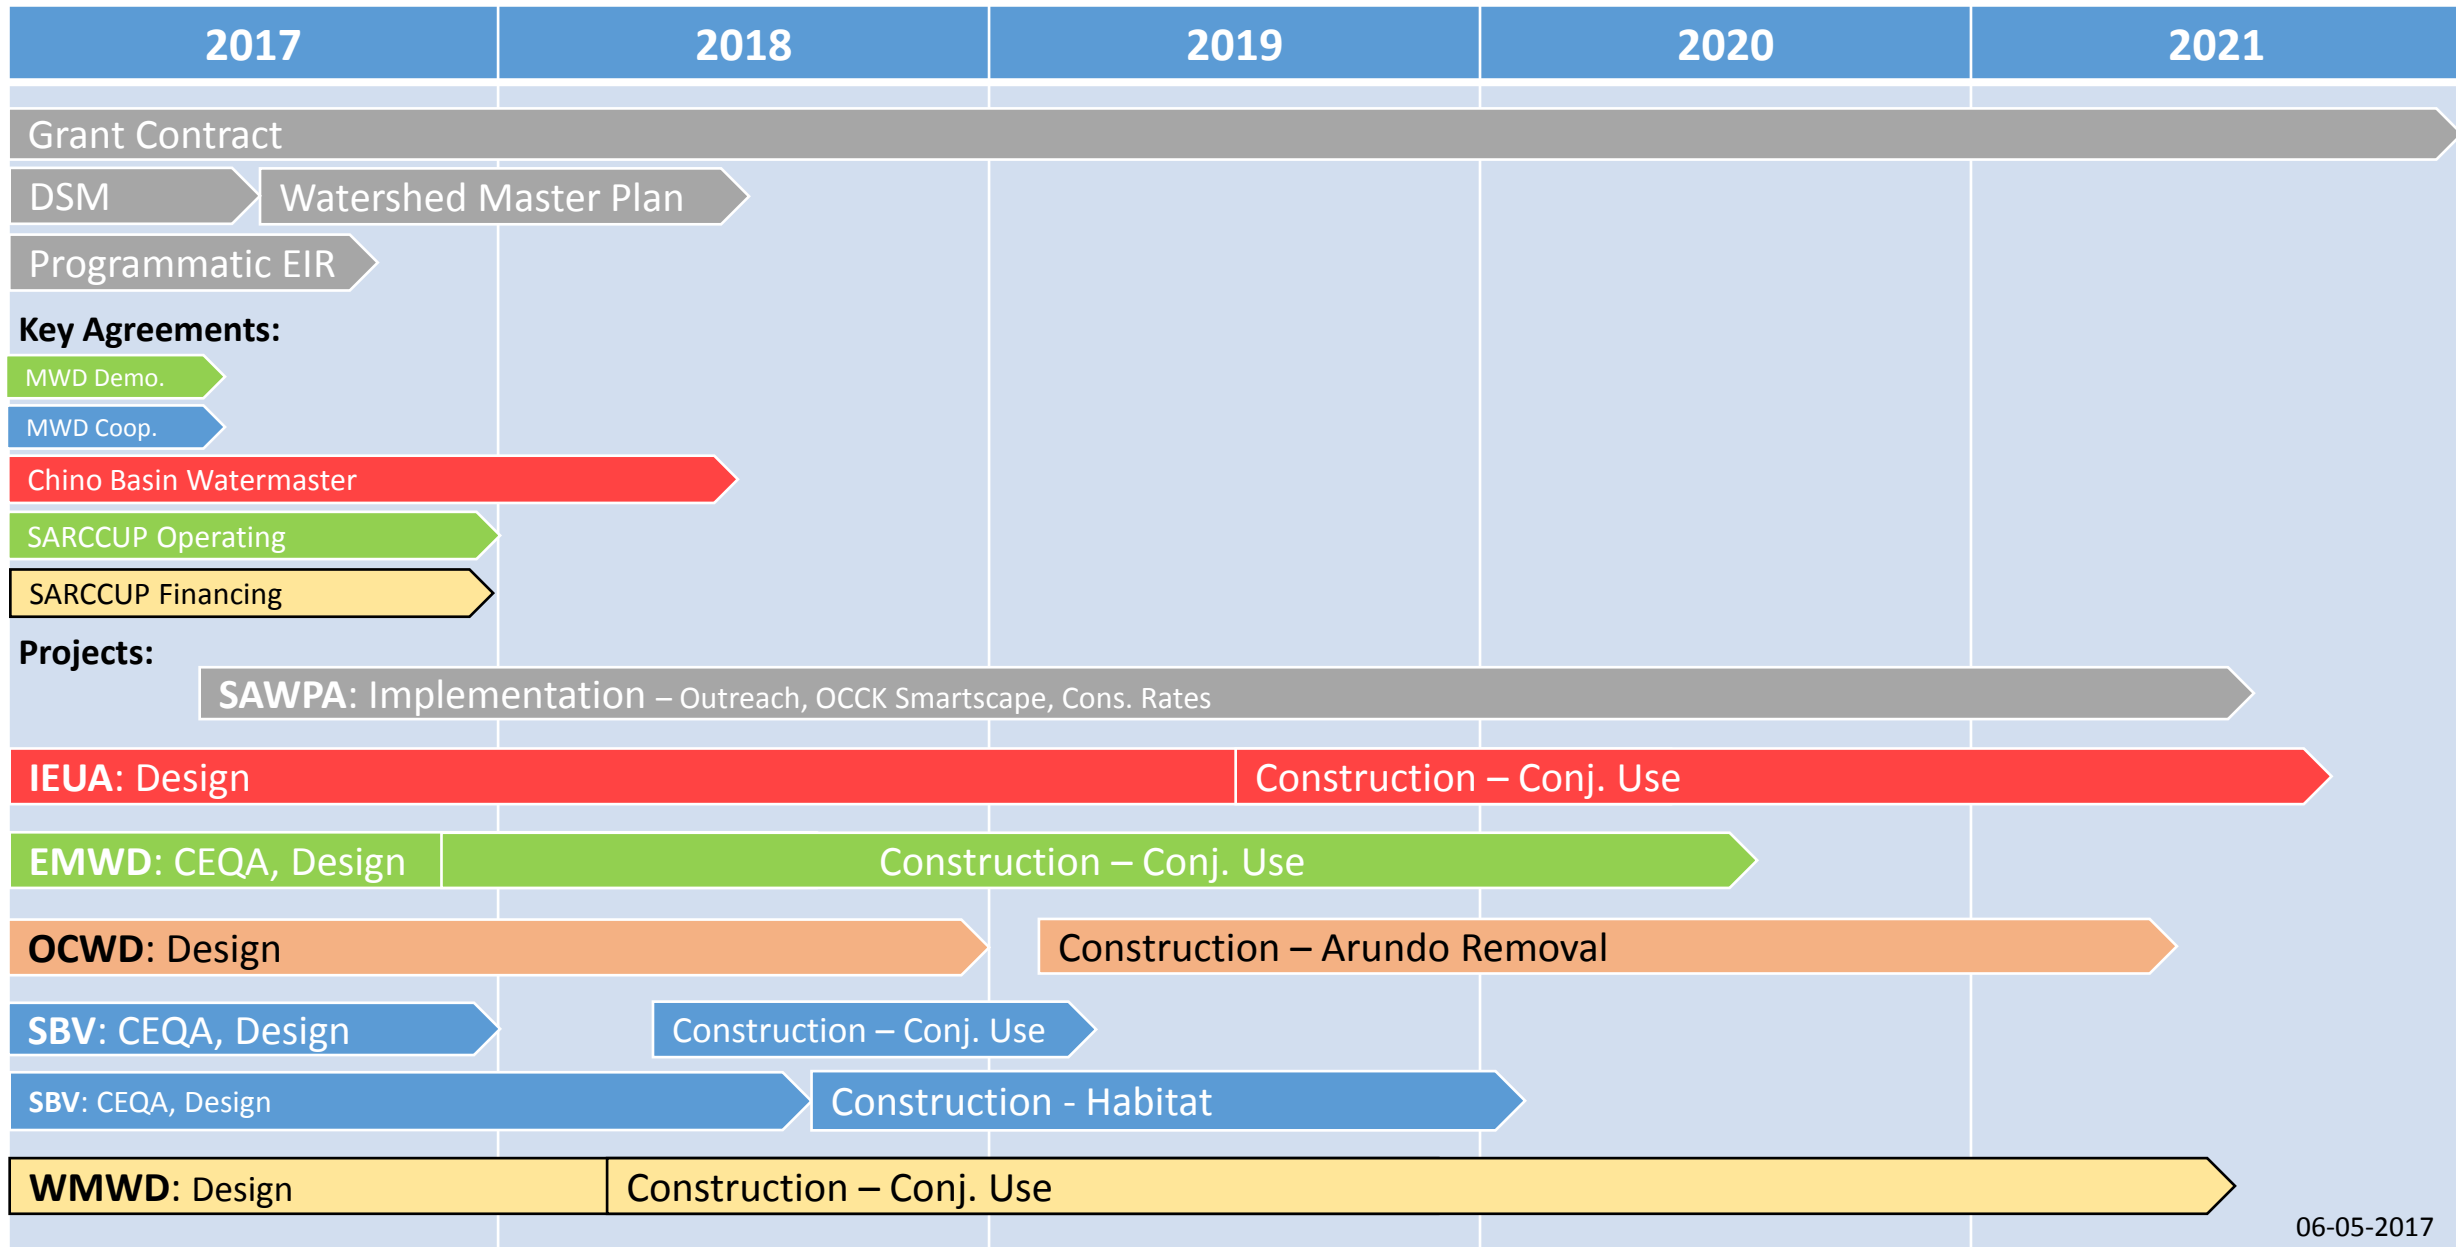 2017 2018 2019 2020 2021
Grant Contract
DSM Watershed Master Plan
Programmatic EIR
Key Agreements:
MWD Demo.
MWD Coop.
Chino Basin Watermaster
SARCCUP Operating
SARCCUP Financing
Projects:
SAWPA: Implementation – Outreach, OCCK Smartscape, Cons. Rates
IEUA: Design Construction – Conj. Use
EMWD: CEQA, Design Construction – Conj. Use
OCWD: Design Construction – Arundo Removal
SBV: CEQA, Design Construction – Conj. Use
SBV: CEQA, Design Construction - Habitat
WMWD: Design Construction – Conj. Use
06-05-2017